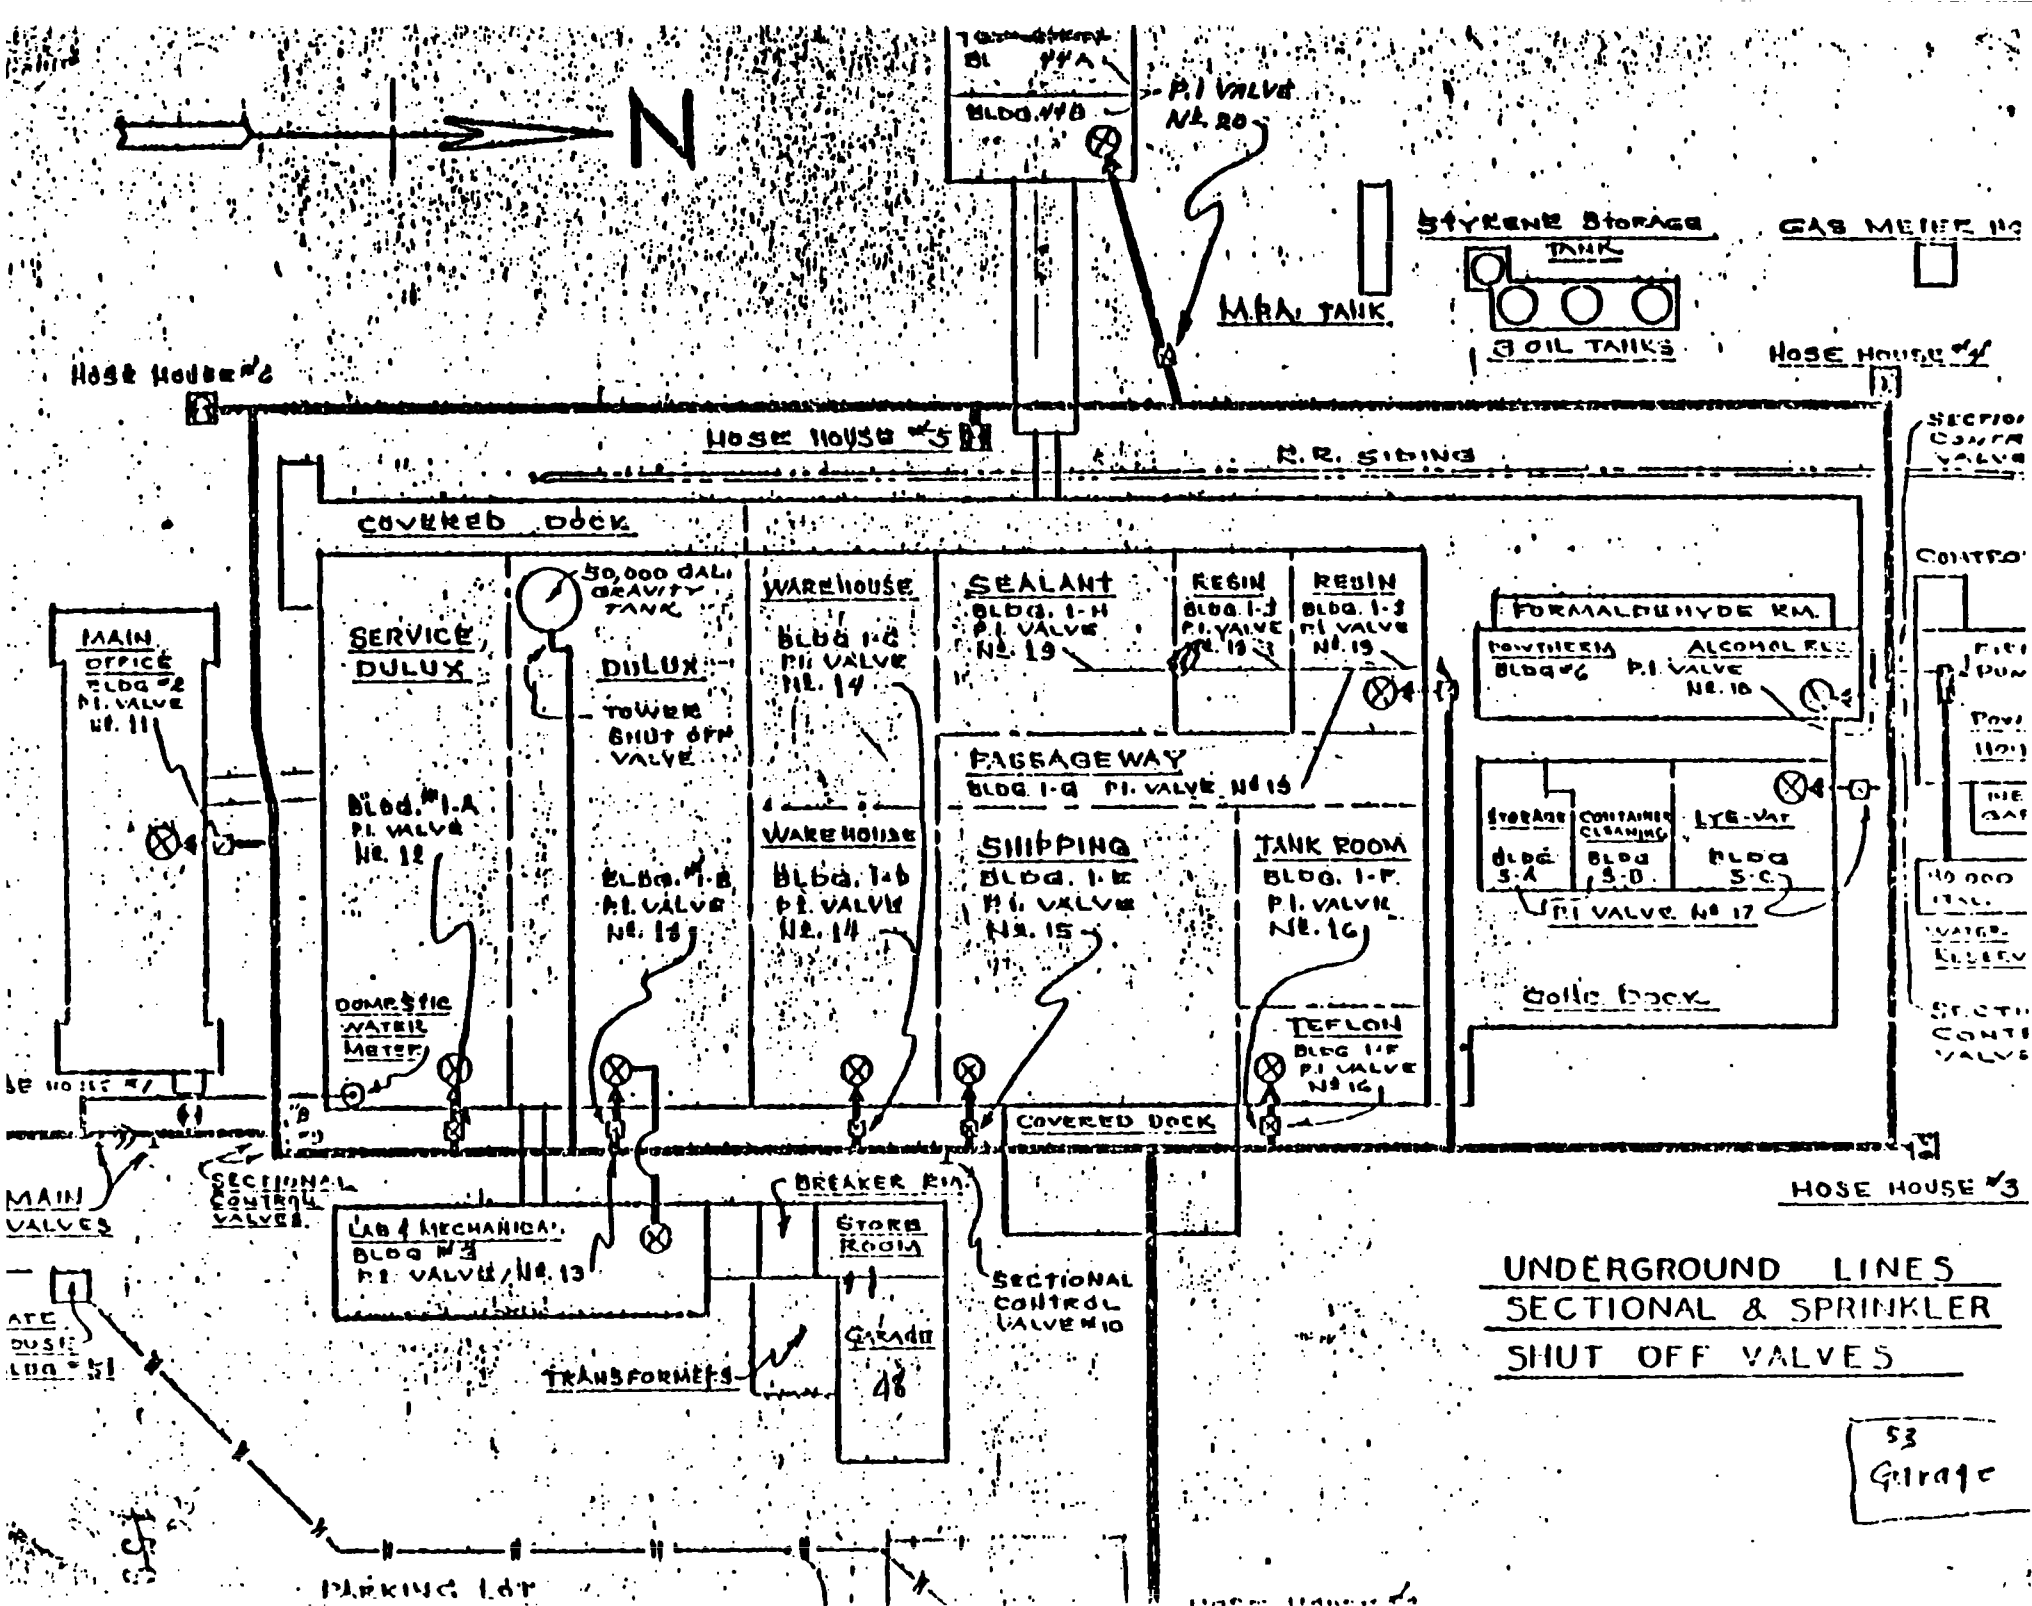 N
BLDG. 44B
P.I VALVE
No. 20
STYRENE STORAGE
TANK
3 OIL TANKS
GAS METER
TANK
HOSE HOUSE #4
HOSE HOUSE
HOSE HOUSE #5
R.R. SIDING
COVERED DOCK
50,000 GAL.
GRAVITY
TANK
MAIN
OFFICE
BLDG #2
P.I. VALVE
No. 11
SERVICE
DULUX
DULUX
TOWER
SHUT OFF
VALVE
BLDG. #1-A
P.I. VALVE
No. 12
BLDG. #1-B
P.I. VALVE
No. 13
WAREHOUSE
BLDG 1-C
P.I. VALVE
No. 14
WAREHOUSE
BLDG. 1-D
P.I. VALVE
No. 14
SEALANT
BLDG. 1-H
P.I. VALVE
No. 19
RESIN
P.I. VALVE
RESIN
P.I VALVE
No. 19
PASSAGEWAY
BLDG. 1-G P.I. VALVE No
SHIPPING
BLDG. 1-E
P.I. VALVE
No. 15
TANK ROOM
BLDG. 1-F
P.I. VALVE
No. 16
TEFLON
BLDG 1-F
P.I VALVE
No 16
FORMALDEHYDE RM.
ALCOHOL
BLDG #6 P.I. VALVE
No. 18
STORAGE
BLDG
5-A
CONTAINER
CLEANING
BLDG
5-B
LYE-VAT
BLDG
5-C
P.I VALVE No 17
DOCK
DOMESTIC
WATER
METER
COVERED DOCK
MAIN
VALVES
SECTIONAL
CONTROL
VALVES
BREAKER RM.
HOSE HOUSE #3
LAB & MECHANICAL
BLDG #3
P.I. VALVE No. 13
STORE
ROOM
SECTIONAL
CONTROL
VALVE #10
TRANSFORMERS
GARAGE
48
UNDERGROUND LINES
SECTIONAL & SPRINKLER
SHUT OFF VALVES
53
Garage
PARKING LOT